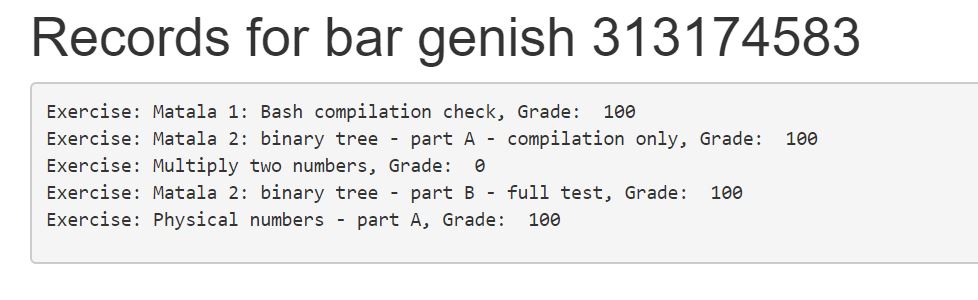 Records for bar genish 313174583
Exercise: Matala 1: Bash compilation check, Grade:  100
Exercise: Matala 2: binary tree - part A - compilation only, Grade:  100
Exercise: Multiply two numbers, Grade:  0
Exercise: Matala 2: binary tree - part B - full test, Grade:  100
Exercise: Physical numbers - part A, Grade:  100